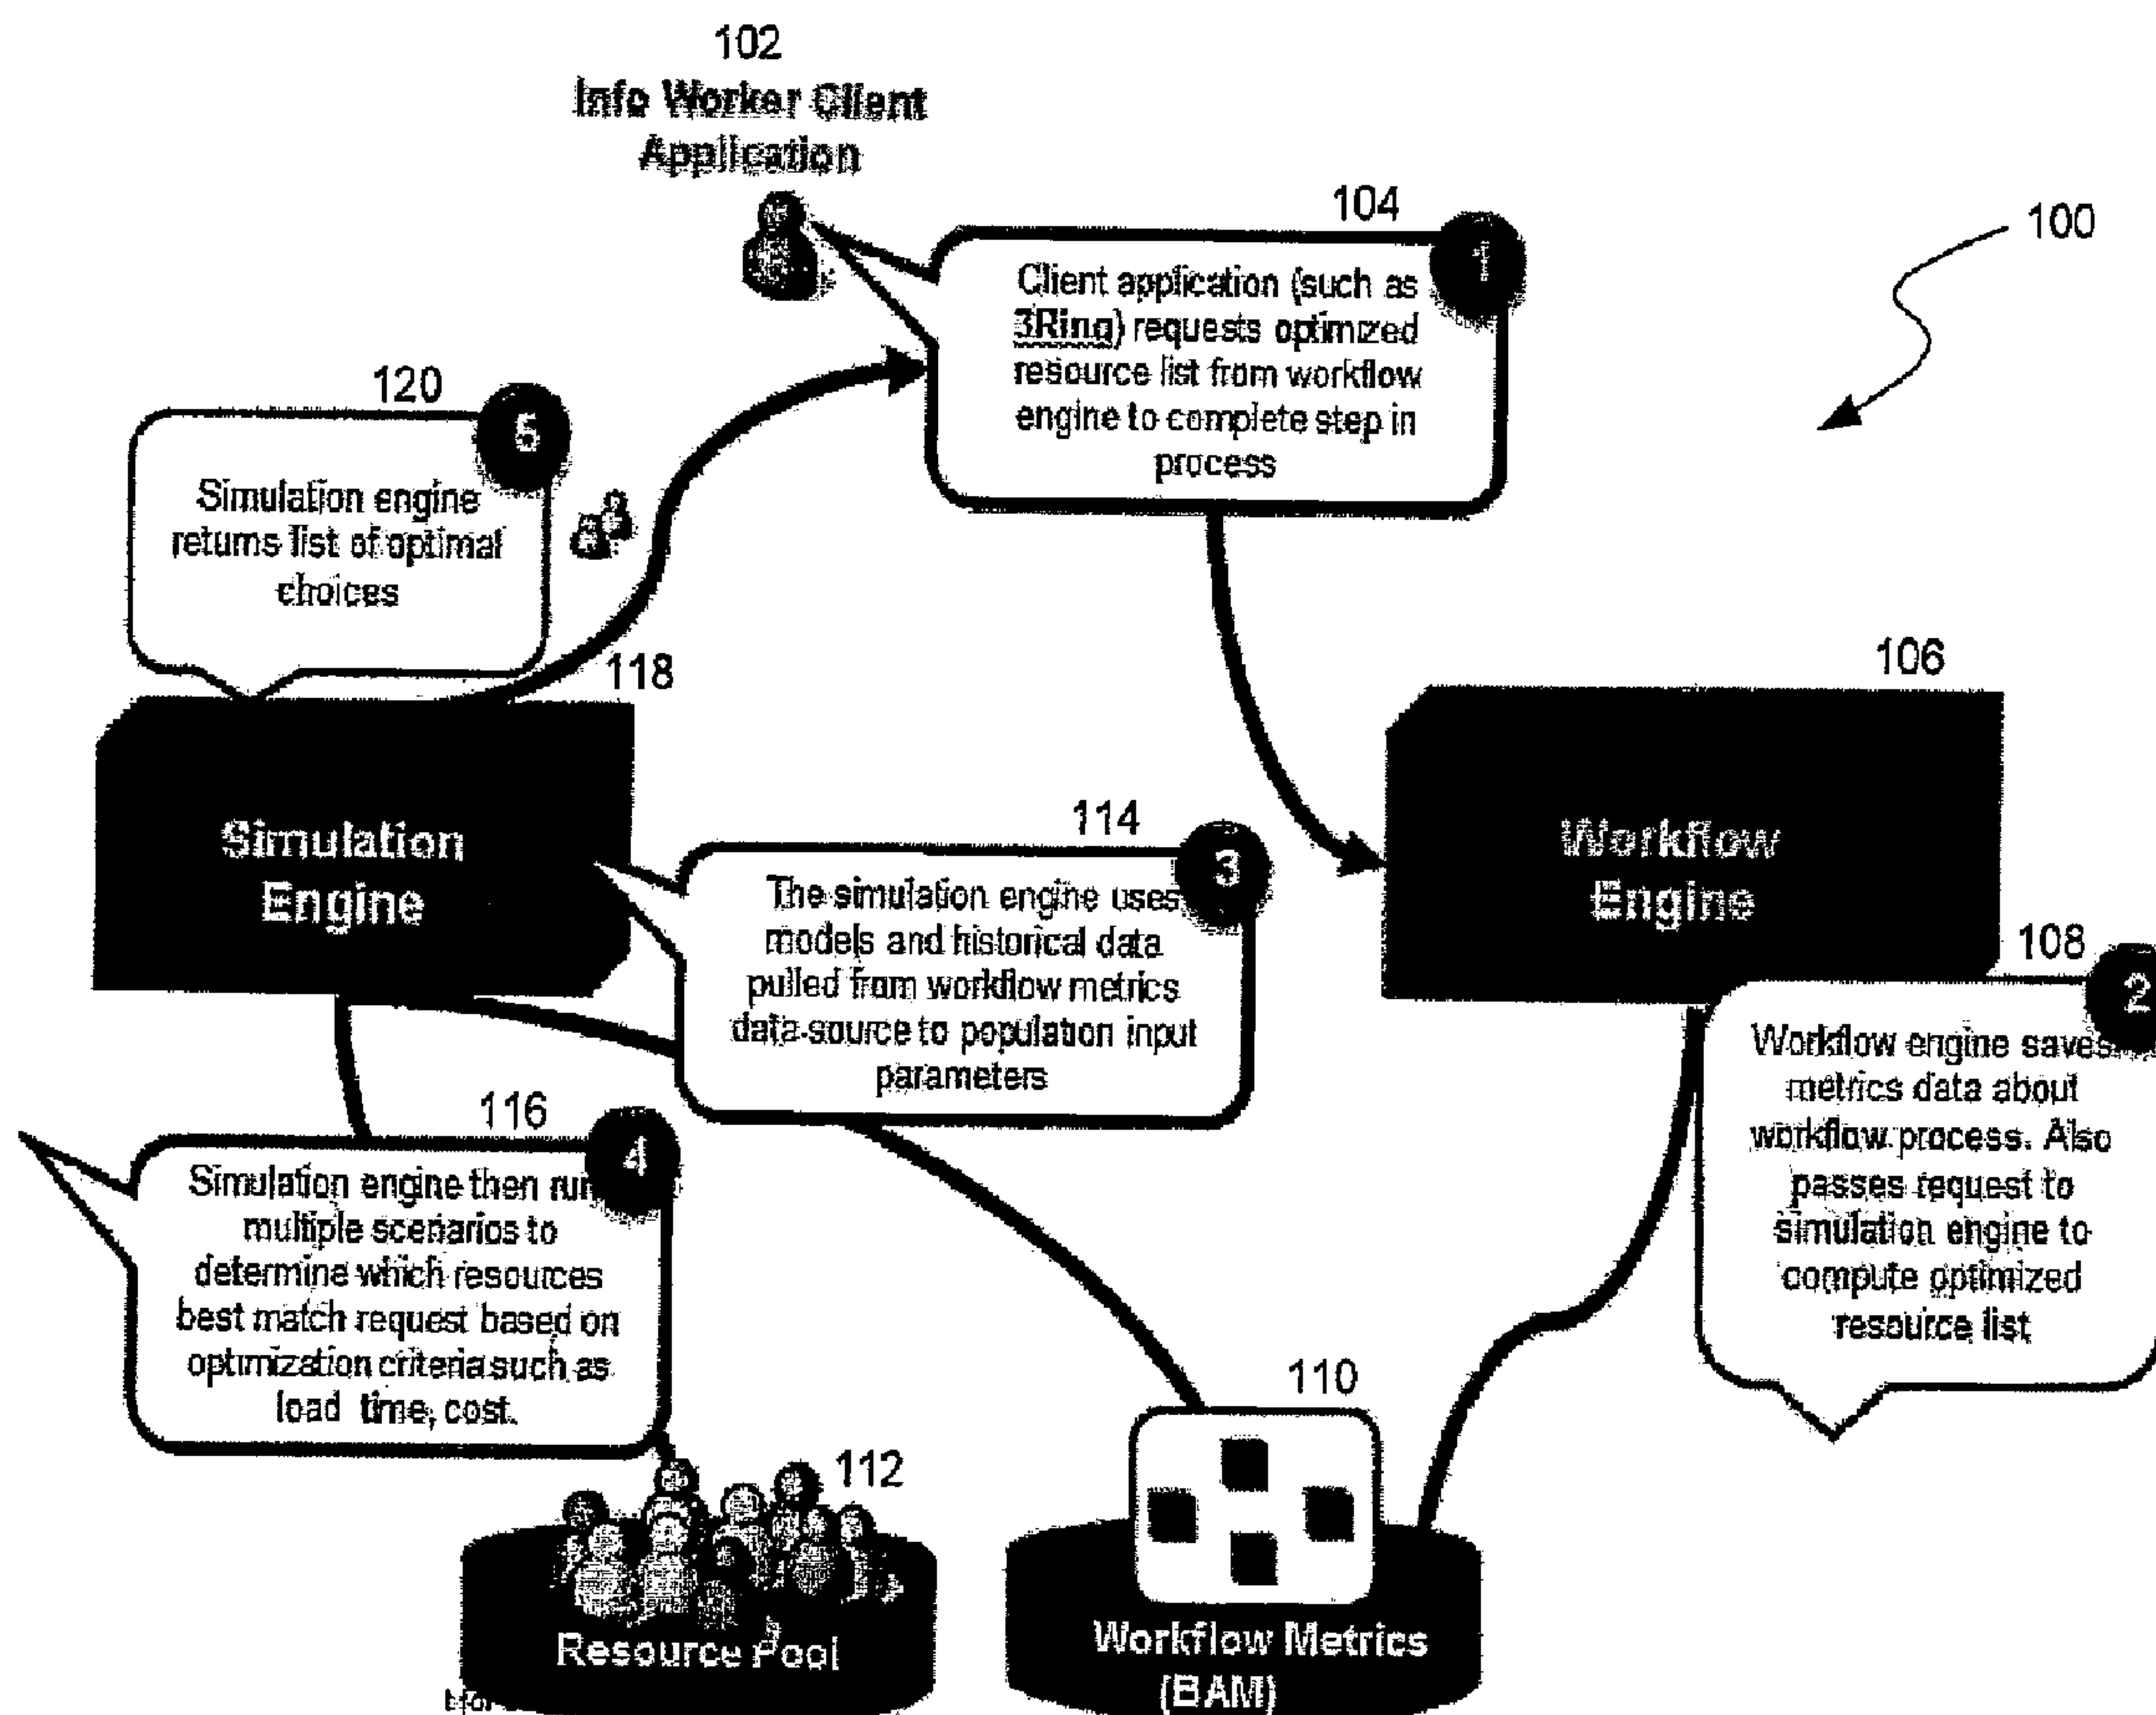 102
Info Worker Client
Application
104
1
Client application (such as
3Ring) requests optimized
resource list from workflow
engine to complete step in
process
100
120
5
Simulation engine
returns list of optimal
choices
118
Simulation
Engine
106
Workflow
Engine
114
3
The simulation engine uses
models and historical data
pulled from workflow metrics
data source to population input
parameters
108
2
Workflow engine saves
metrics data about
workflow process. Also
passes request to
simulation engine to
compute optimized
resource list
116
4
Simulation engine then run
multiple scenarios to
determine which resources
best match request based on
optimization criteria such as
load time, cost.
110
112
Resource Pool
Workflow Metrics
(BAM)